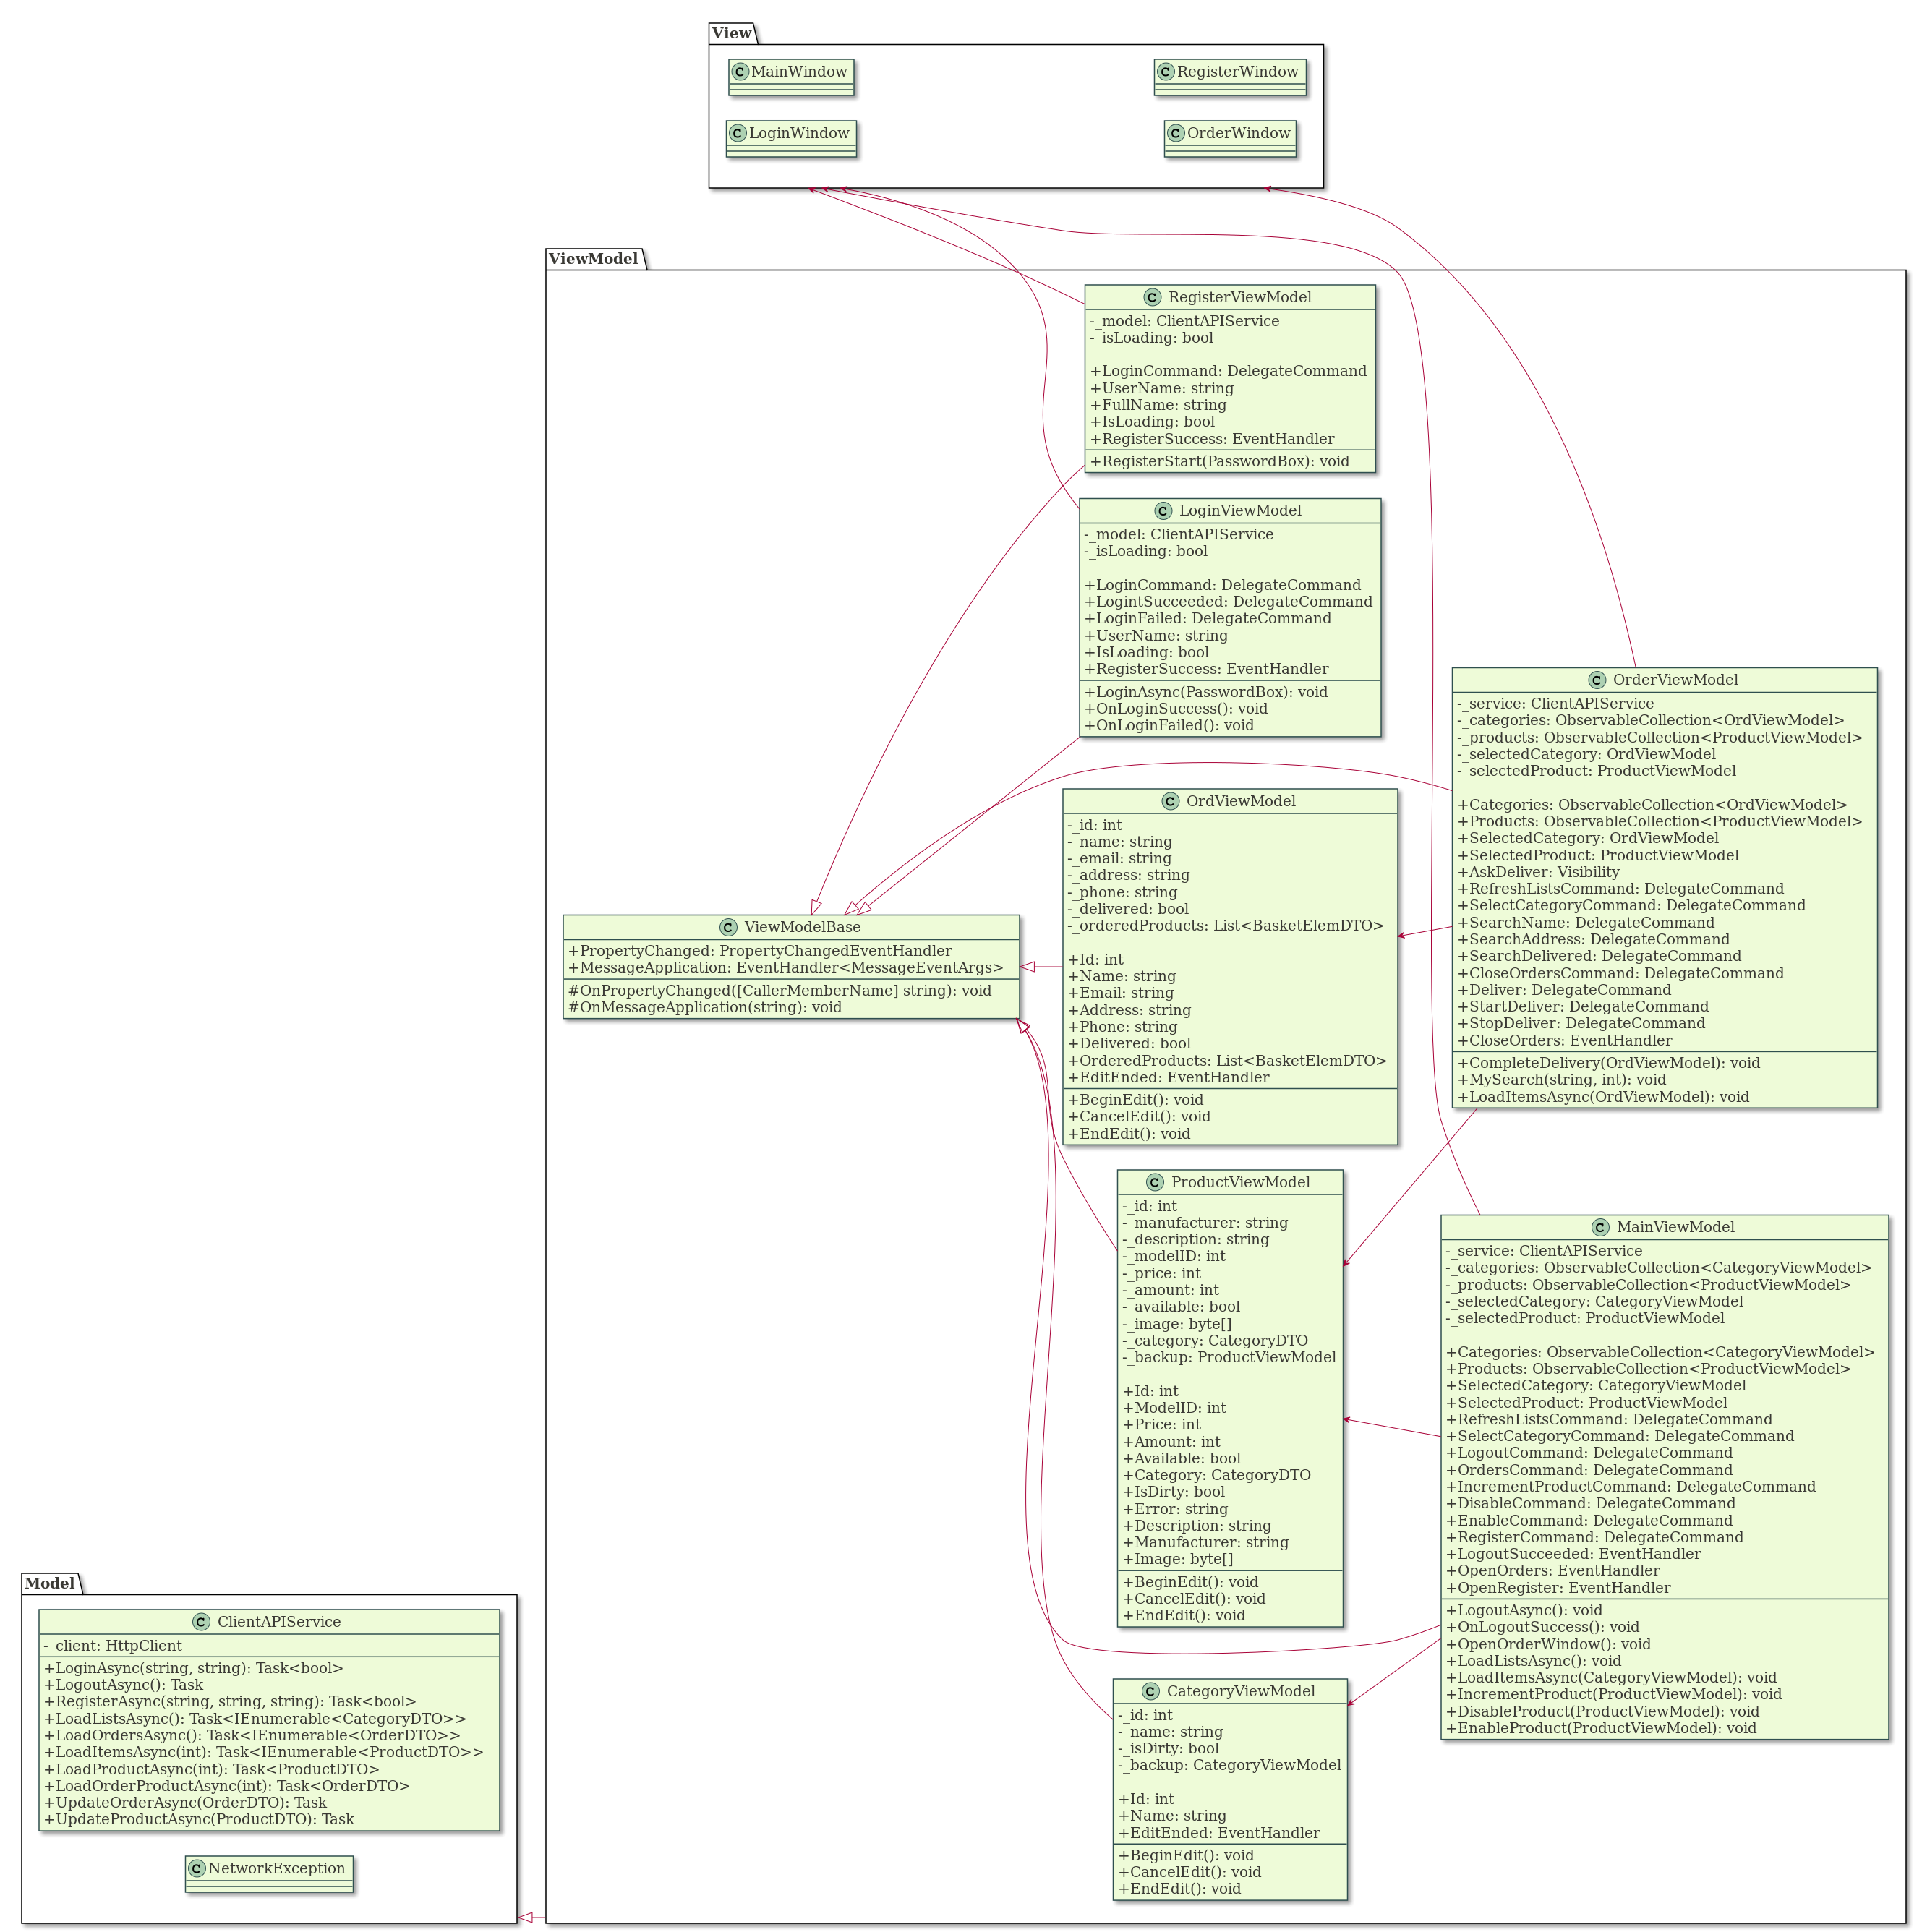 View
MainWindow
RegisterWindow
LoginWindow
OrderWindow
ViewModel
RegisterViewModel
-_model: ClientAPIService
-_isLoading: bool
+LoginCommand: DelegateCommand
+UserName: string
+FullName: string
+IsLoading: bool
+RegisterSuccess: EventHandler
+RegisterStart(PasswordBox): void
LoginViewModel
-_model: ClientAPIService
-_isLoading: bool
+LoginCommand: DelegateCommand
+LogintSucceeded: DelegateCommand
+LoginFailed: DelegateCommand
+UserName: string
+IsLoading: bool
+RegisterSuccess: EventHandler
+LoginAsync(PasswordBox): void
+OnLoginSuccess(): void
+OnLoginFailed(): void
OrderViewModel
-_service: ClientAPIService
-_categories: ObservableCollection<OrdViewModel>
-_products: ObservableCollection<ProductViewModel>
-_selectedCategory: OrdViewModel
-_selectedProduct: ProductViewModel
+Categories: ObservableCollection<OrdViewModel>
+Products: ObservableCollection<ProductViewModel>
+SelectedCategory: OrdViewModel
+SelectedProduct: ProductViewModel
+AskDeliver: Visibility
+RefreshListsCommand: DelegateCommand
+SelectCategoryCommand: DelegateCommand
+SearchName: DelegateCommand
+SearchAddress: DelegateCommand
+SearchDelivered: DelegateCommand
+CloseOrdersCommand: DelegateCommand
+Deliver: DelegateCommand
+StartDeliver: DelegateCommand
+StopDeliver: DelegateCommand
+CloseOrders: EventHandler
+CompleteDelivery(OrdViewModel): void
+MySearch(string, int): void
+LoadItemsAsync(OrdViewModel): void
OrdViewModel
-_id: int
-_name: string
-_email: string
-_address: string
-_phone: string
-_delivered: bool
-_orderedProducts: List<BasketElemDTO>
+Id: int
+Name: string
+Email: string
+Address: string
+Phone: string
+Delivered: bool
+OrderedProducts: List<BasketElemDTO>
+EditEnded: EventHandler
+BeginEdit(): void
+CancelEdit(): void
+EndEdit(): void
ViewModelBase
+PropertyChanged: PropertyChangedEventHandler
+MessageApplication: EventHandler<MessageEventArgs>
#OnPropertyChanged([CallerMemberName] string): void
#OnMessageApplication(string): void
ProductViewModel
-_id: int
-_manufacturer: string
-_description: string
-_modelID: int
-_price: int
-_amount: int
-_available: bool
-_image: byte[]
-_category: CategoryDTO
-_backup: ProductViewModel
+Id: int
+ModelID: int
+Price: int
+Amount: int
+Available: bool
+Category: CategoryDTO
+IsDirty: bool
+Error: string
+Description: string
+Manufacturer: string
+Image: byte[]
+BeginEdit(): void
+CancelEdit(): void
+EndEdit(): void
MainViewModel
-_service: ClientAPIService
-_categories: ObservableCollection<CategoryViewModel>
-_products: ObservableCollection<ProductViewModel>
-_selectedCategory: CategoryViewModel
-_selectedProduct: ProductViewModel
+Categories: ObservableCollection<CategoryViewModel>
+Products: ObservableCollection<ProductViewModel>
+SelectedCategory: CategoryViewModel
+SelectedProduct: ProductViewModel
+RefreshListsCommand: DelegateCommand
+SelectCategoryCommand: DelegateCommand
+LogoutCommand: DelegateCommand
+OrdersCommand: DelegateCommand
+IncrementProductCommand: DelegateCommand
+DisableCommand: DelegateCommand
+EnableCommand: DelegateCommand
+RegisterCommand: DelegateCommand
+LogoutSucceeded: EventHandler
+OpenOrders: EventHandler
+OpenRegister: EventHandler
+LogoutAsync(): void
+OnLogoutSuccess(): void
+OpenOrderWindow(): void
+LoadListsAsync(): void
+LoadItemsAsync(CategoryViewModel): void
+IncrementProduct(ProductViewModel): void
+DisableProduct(ProductViewModel): void
+EnableProduct(ProductViewModel): void
Model
ClientAPIService
-_client: HttpClient
+LoginAsync(string, string): Task<bool>
+LogoutAsync(): Task
+RegisterAsync(string, string, string): Task<bool>
+LoadListsAsync(): Task<IEnumerable<CategoryDTO>>
+LoadOrdersAsync(): Task<IEnumerable<OrderDTO>>
+LoadItemsAsync(int): Task<IEnumerable<ProductDTO>>
+LoadProductAsync(int): Task<ProductDTO>
+LoadOrderProductAsync(int): Task<OrderDTO>
+UpdateOrderAsync(OrderDTO): Task
+UpdateProductAsync(ProductDTO): Task
NetworkException
CategoryViewModel
-_id: int
-_name: string
-_isDirty: bool
-_backup: CategoryViewModel
+Id: int
+Name: string
+EditEnded: EventHandler
+BeginEdit(): void
+CancelEdit(): void
+EndEdit(): void